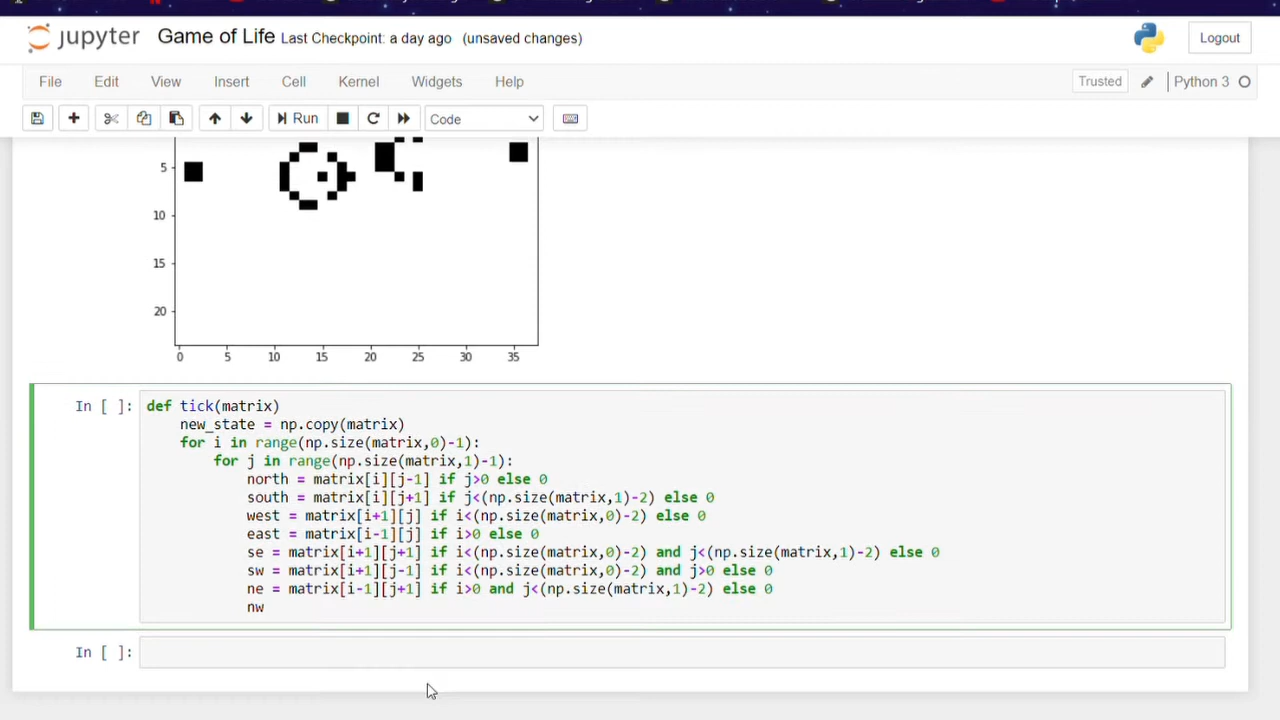 jupyter Game of Life Last Checkpoint: a day ago (unsaved changes) Logout
File Edit View Insert Cell Kernel Widgets Help Trusted Python 3
Run Code
5
10
15
20
0 5 10 15 20 25 30 35
In [ ]: def tick(matrix)
new_state = np.copy(matrix)
for i in range(np.size(matrix,0)-1):
for j in range(np.size(matrix,1)-1):
north = matrix[i][j-1] if j>0 else 0
south = matrix[i][j+1] if j<(np.size(matrix,1)-2) else 0
west = matrix[i+1][j] if i<(np.size(matrix,0)-2) else 0
east = matrix[i-1][j] if i>0 else 0
se = matrix[i+1][j+1] if i<(np.size(matrix,0)-2) and j<(np.size(matrix,1)-2) else 0
sw = matrix[i+1][j-1] if i<(np.size(matrix,0)-2) and j>0 else 0
ne = matrix[i-1][j+1] if i>0 and j<(np.size(matrix,1)-2) else 0
nw
In [ ]: